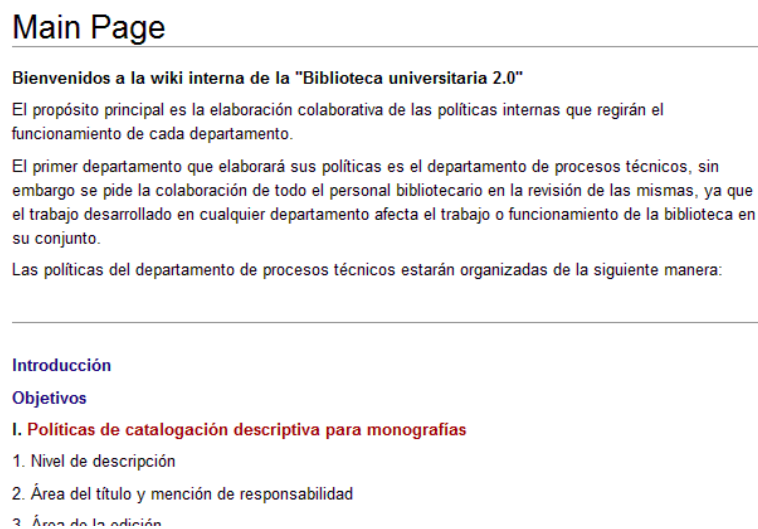 Main Page
Bienvenidos a la wiki interna de la "Biblioteca universitaria 2.0"
El propósito principal es la elaboración colaborativa de las políticas internas que regirán el
funcionamiento de cada departamento.
El primer departamento que elaborará sus políticas es el departamento de procesos técnicos, sin
embargo se pide la colaboración de todo el personal bibliotecario en la revisión de las mismas, ya que
el trabajo desarrollado en cualquier departamento afecta el trabajo o funcionamiento de la biblioteca en
su conjunto.
Las políticas del departamento de procesos técnicos estarán organizadas de la siguiente manera:
Introducción
Objetivos
I. Políticas de catalogación descriptiva para monografías
1. Nivel de descripción
2. Área del título y mención de responsabilidad
3. Área de la edición